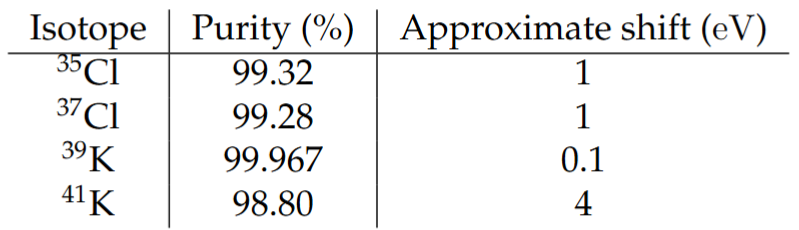 Isotope Purity (%) Approximate shift (eV)
³⁵Cl 99.32 1
³⁷Cl 99.28 1
³⁹K 99.967 0.1
⁴¹K 98.80 4